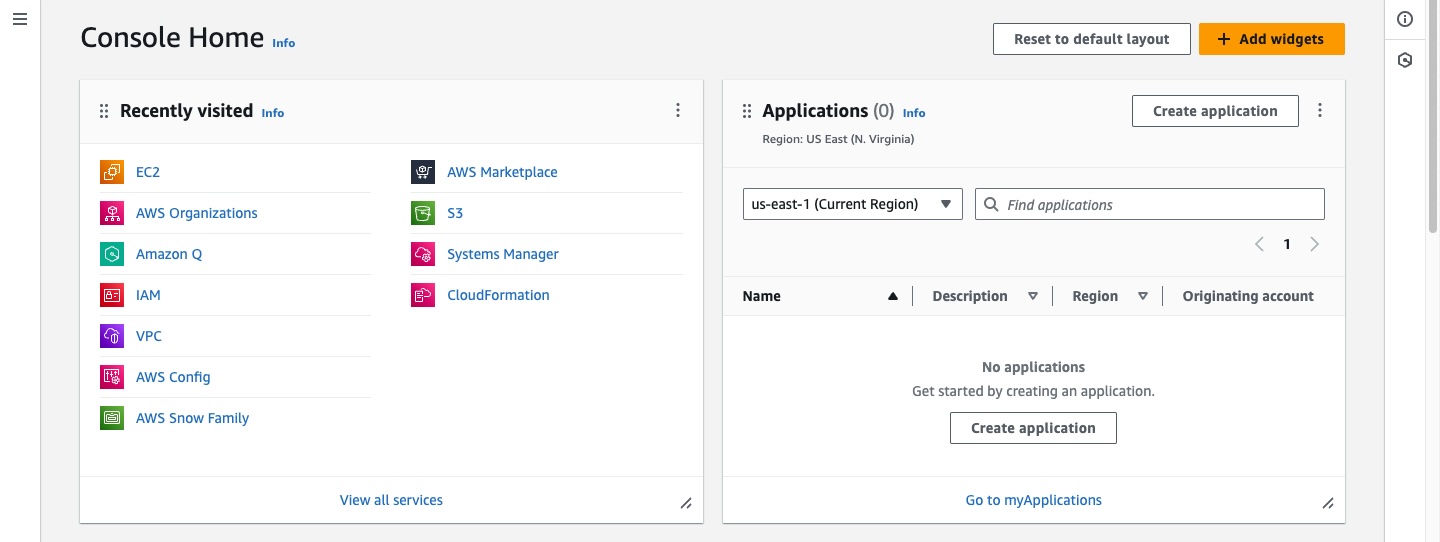 Console Home Info
Reset to default layout
+ Add widgets
Recently visited Info
EC2
AWS Organizations
Amazon Q
IAM
VPC
AWS Config
AWS Snow Family
AWS Marketplace
S3
Systems Manager
CloudFormation
View all services
Applications (0) Info
Region: US East (N. Virginia)
Create application
us-east-1 (Current Region)
Find applications
1
Name Description Region Originating account
No applications
Get started by creating an application.
Create application
Go to myApplications